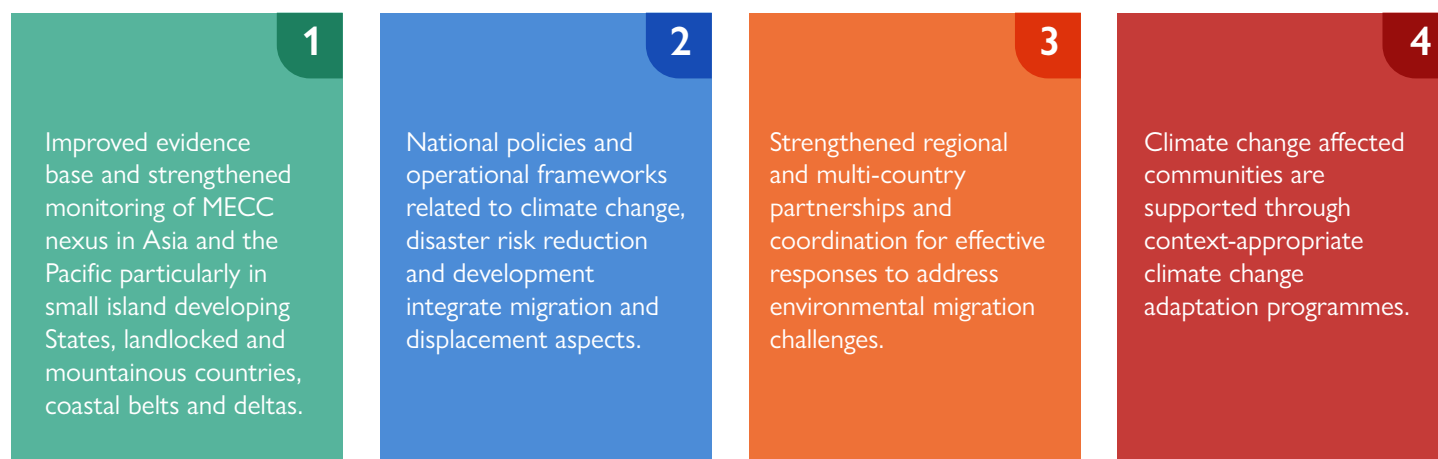 1
Improved evidence
base and strengthened
monitoring of MECC
nexus in Asia and the
Pacific particularly in
small island developing
States, landlocked and
mountainous countries,
coastal belts and deltas.
2
National policies and
operational frameworks
related to climate change,
disaster risk reduction
and development
integrate migration and
displacement aspects.
3
Strengthened regional
and multi-country
partnerships and
coordination for effective
responses to address
environmental migration
challenges.
4
Climate change affected
communities are
supported through
context-appropriate
climate change
adaptation programmes.